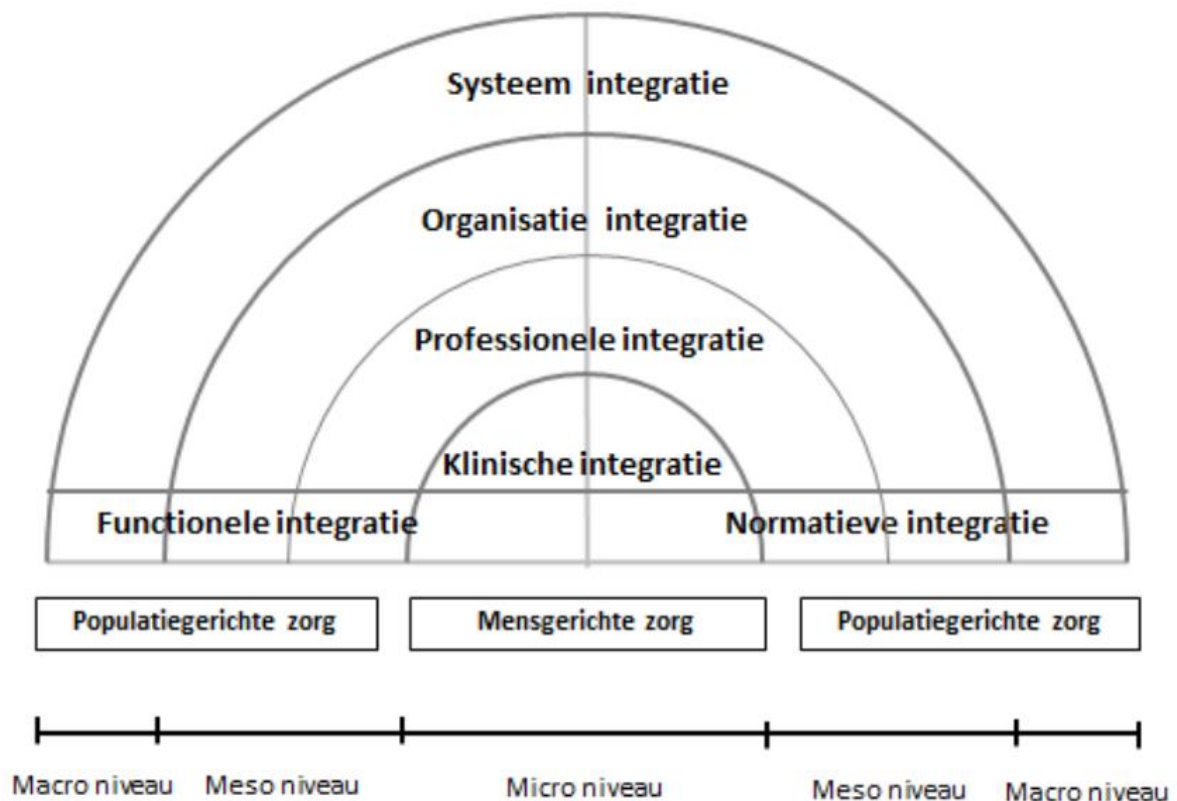 Systeem integratie
Organisatie integratie
Professionele integratie
Klinische integratie
Functionele integratie Normatieve integratie
Populatiegerichte zorg Mensgerichte zorg Populatiegerichte zorg
Macro niveau Meso niveau Micro niveau Meso niveau Macro niveau